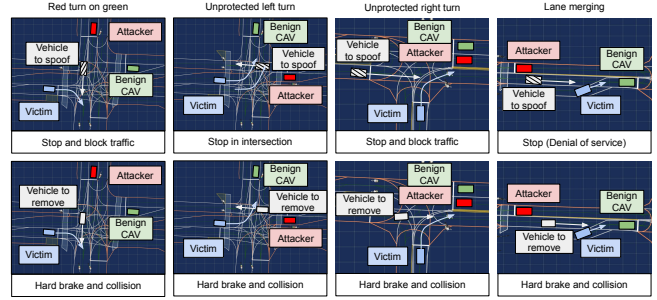 Red turn on green
Unprotected left turn
Unprotected right turn
Lane merging
Attacker
Vehicle
to spoof
Benign
CAV
Victim
Stop and block traffic
Benign
CAV
Vehicle
to spoof
Attacker
Victim
Stop in intersection
Vehicle
to spoof
Benign
CAV
Attacker
Victim
Stop and block traffic
Attacker
Vehicle
to spoof
Victim
Benign
CAV
Stop (Denial of service)
Attacker
Vehicle to
remove
Benign
CAV
Victim
Hard brake and collision
Benign
CAV
Vehicle to
remove
Attacker
Victim
Hard brake and collision
Benign
CAV
Vehicle to
remove
Attacker
Victim
Hard brake and collision
Attacker
Vehicle to
remove
Victim
Benign
CAV
Hard brake and collision